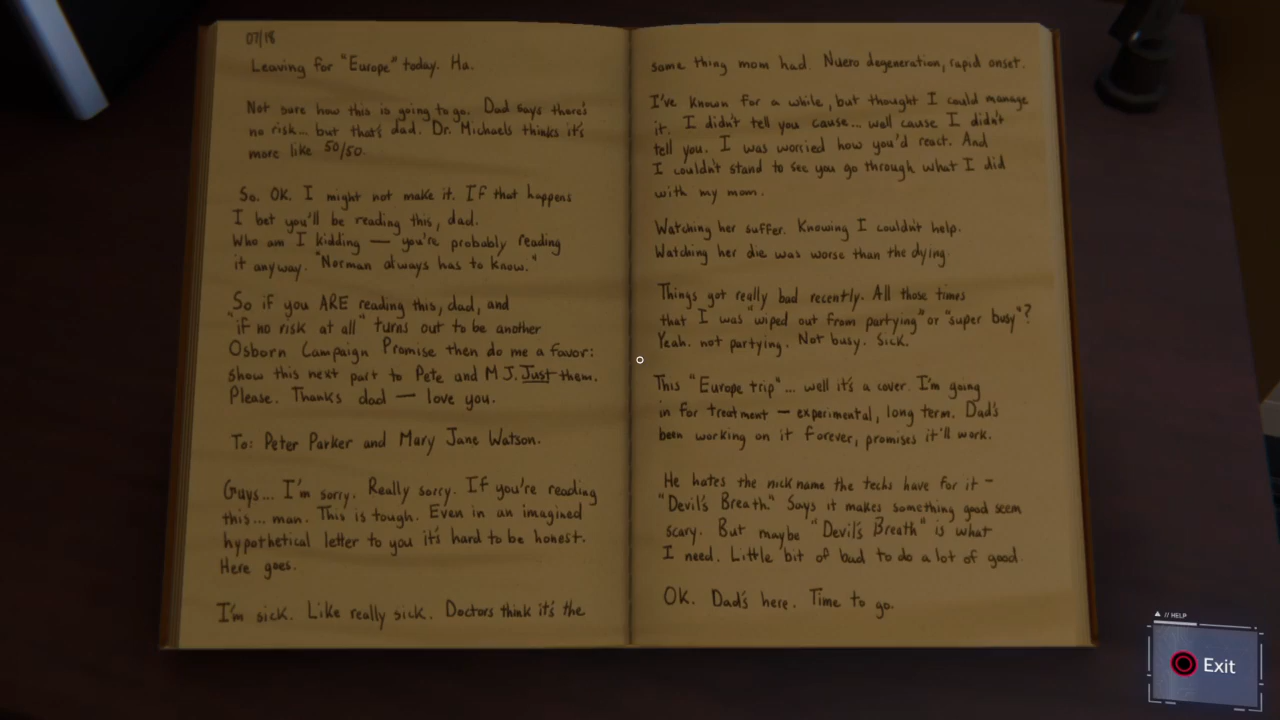 07/18
Leaving for "Europe" today. Ha.
Not sure how this is going to go. Dad says there's
no risk... but that's dad. Dr. Michaels thinks it's
more like 50/50.
So. OK. I might not make it. If that happens
I bet you'll be reading this, dad.
Who am I kidding — you're probably reading
it anyway. "Norman always has to know."
So if you ARE reading this, dad, and
"if no risk at all" turns out to be another
Osborn Campaign Promise then do me a favor:
show this next part to Pete and MJ. Just them.
Please. Thanks dad — love you.
To: Peter Parker and Mary Jane Watson.
Guys... I'm sorry. Really sorry. If you're reading
this... man. This is tough. Even in an imagined
hypothetical letter to you it's hard to be honest.
Here goes.
I'm sick. Like really sick. Doctors think it's the
same thing mom had. Nuero degeneration, rapid onset.
I've known for a while, but thought I could manage
it. I didn't tell you cause... well cause I didn't
tell you. I was worried how you'd react. And
I couldn't stand to see you go through what I did
with my mom.
Watching her suffer. Knowing I couldn't help.
Watching her die was worse than the dying.
Things got really bad recently. All those times
that I was "wiped out from partying" or "super busy"?
Yeah. not partying. Not busy. Sick.
This "Europe trip"... well it's a cover. I'm going
in for treatment — experimental, long term. Dad's
been working on it forever, promises it'll work.
He hates the nickname the techs have for it -
"Devil's Breath." Says it makes something good seem
scary. But maybe "Devil's Breath" is what
I need. Little bit of bad to do a lot of good.
OK. Dad's here. Time to go.
// HELP
Exit